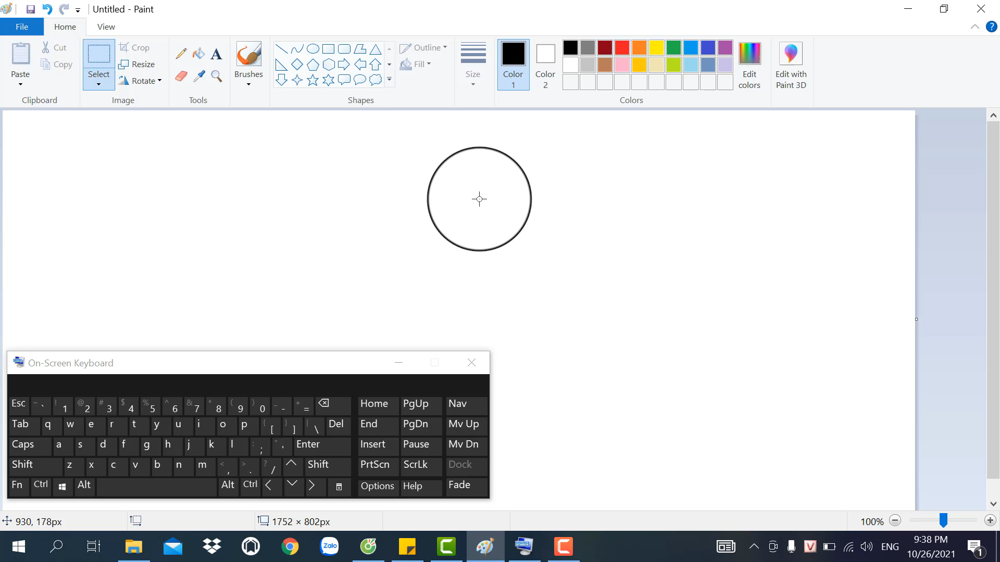 Untitled - Paint
File Home View
Paste Cut Copy
Select Crop Resize Rotate
Brushes
Outline Fill
Size
Color 1
Color 2
Edit colors
Edit with Paint 3D
Clipboard Image Tools Shapes Colors
On-Screen Keyboard
Esc ~ ` ! 1 @ 2 # 3 $ 4 % 5 ^ 6 & 7 * 8 ( 9 ) 0 _ - + = Home PgUp Nav
Tab q w e r t y u i o p { [ } ] | \ Del End PgDn Mv Up
Caps a s d f g h j k l : ; " ' Enter Insert Pause Mv Dn
Shift z x c v b n m < , > . ? / Shift PrtScn ScrLk Dock
Fn Ctrl Alt Alt Ctrl Options Help Fade
930, 178px 1752 × 802px 100%
Zalo
ENG
9:38 PM
10/26/2021
1